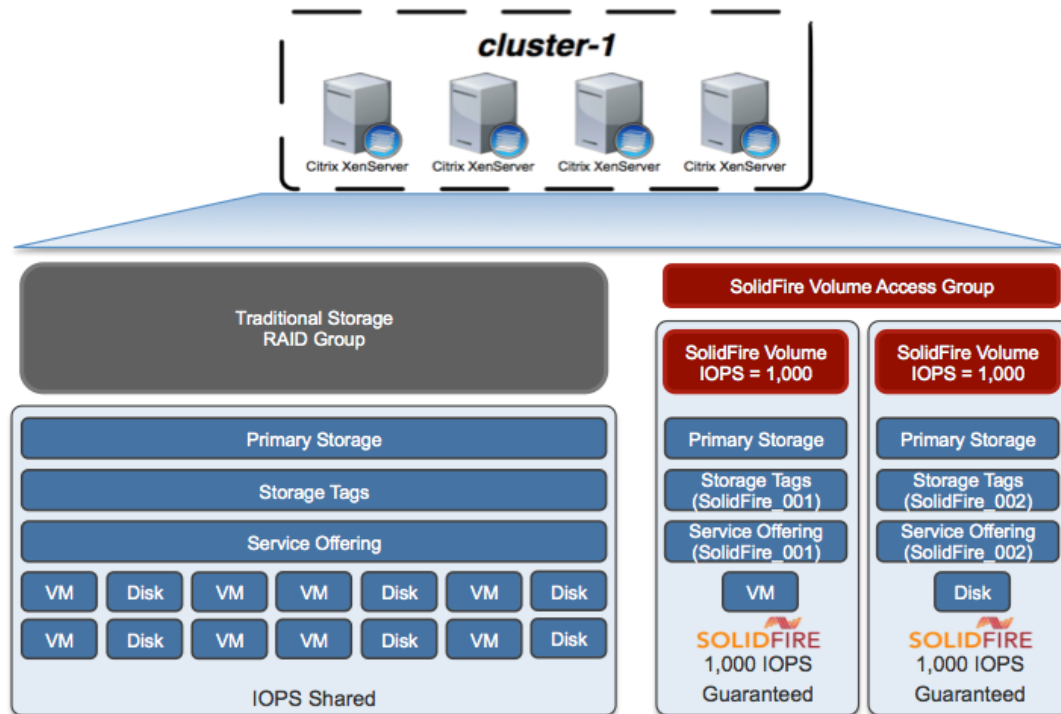 cluster-1
Citrix XenServer Citrix XenServer Citrix XenServer Citrix XenServer
Traditional Storage
RAID Group
Primary Storage
Storage Tags
Service Offering
VM Disk VM VM Disk VM Disk
VM Disk VM VM Disk VM Disk
IOPS Shared
SolidFire Volume Access Group
SolidFire Volume
IOPS = 1,000
Primary Storage
Storage Tags
(SolidFire_001)
Service Offering
(SolidFire_001)
VM
SOLIDFIRE
1,000 IOPS
Guaranteed
SolidFire Volume
IOPS = 1,000
Primary Storage
Storage Tags
(SolidFire_002)
Service Offering
(SolidFire_002)
Disk
SOLIDFIRE
1,000 IOPS
Guaranteed